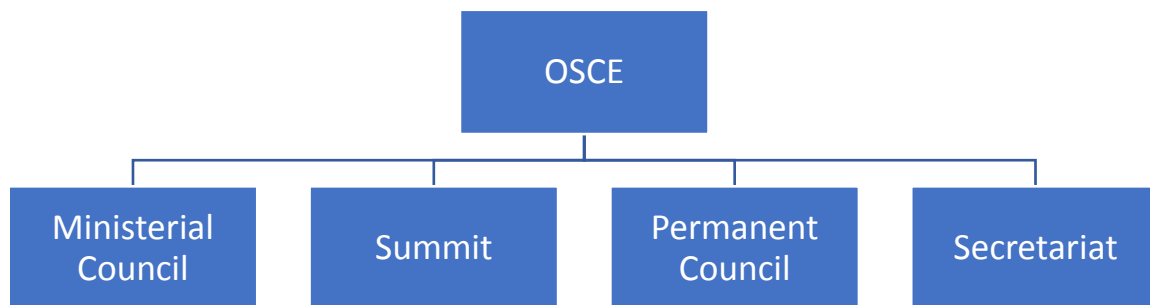 OSCE
Ministerial
Council
Summit
Permanent
Council
Secretariat